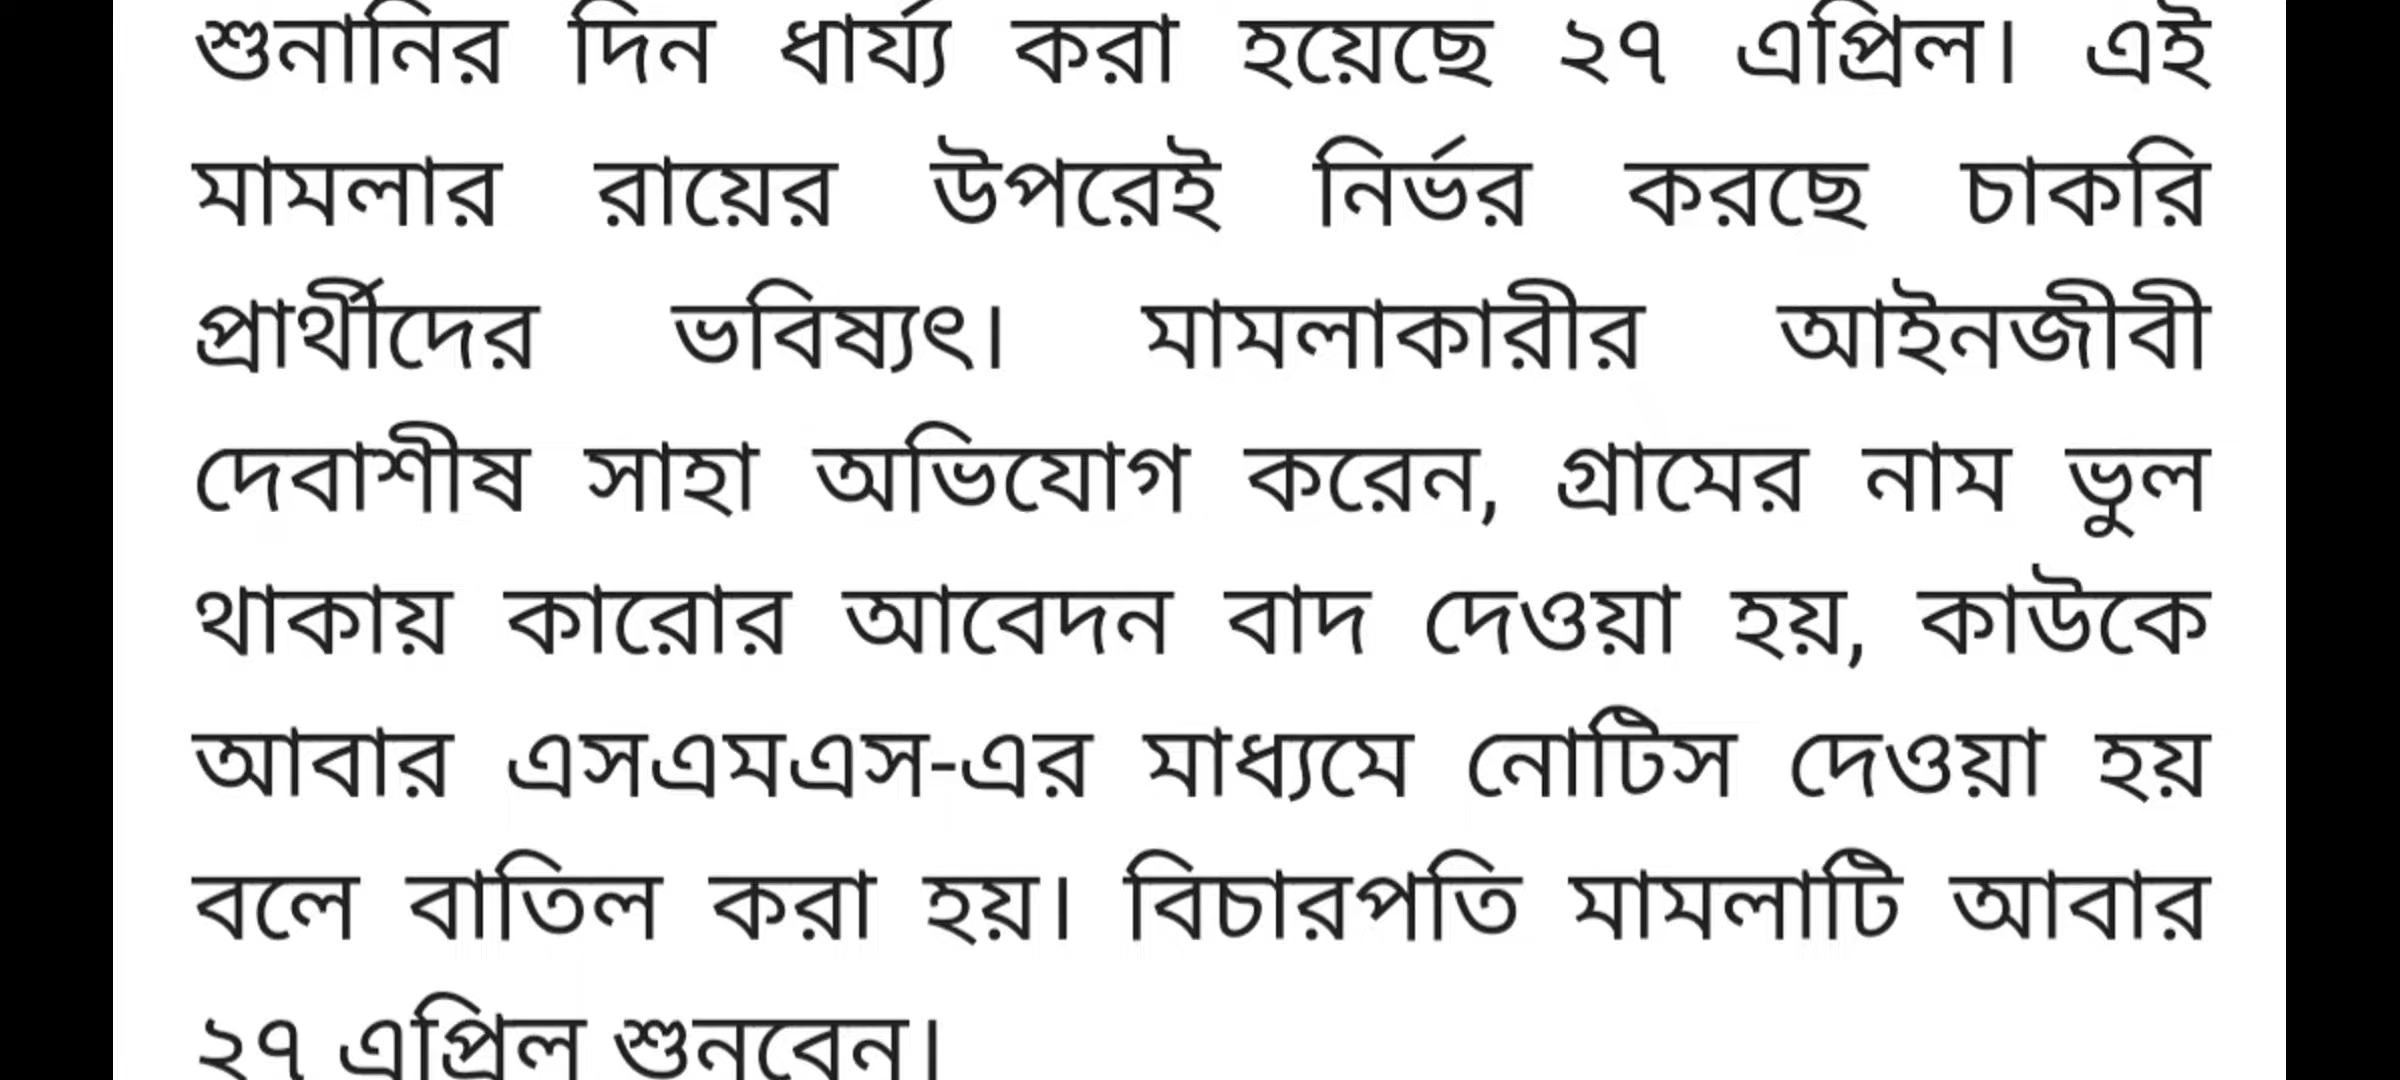 শুনানির দিন ধার্য্য করা হয়েছে ২৭ এপ্রিল। এই
মামলার রায়ের উপরেই নির্ভর করছে চাকরি
প্রার্থীদের ভবিষ্যৎ। মামলাকারীর আইনজীবী
দেবাশীষ সাহা অভিযোগ করেন, গ্রামের নাম ভুল
থাকায় কারোর আবেদন বাদ দেওয়া হয়, কাউকে
আবার এসএমএস-এর মাধ্যমে নোটিস দেওয়া হয়
বলে বাতিল করা হয়। বিচারপতি মামলাটি আবার
২৭ এপ্রিল শুনবেন।